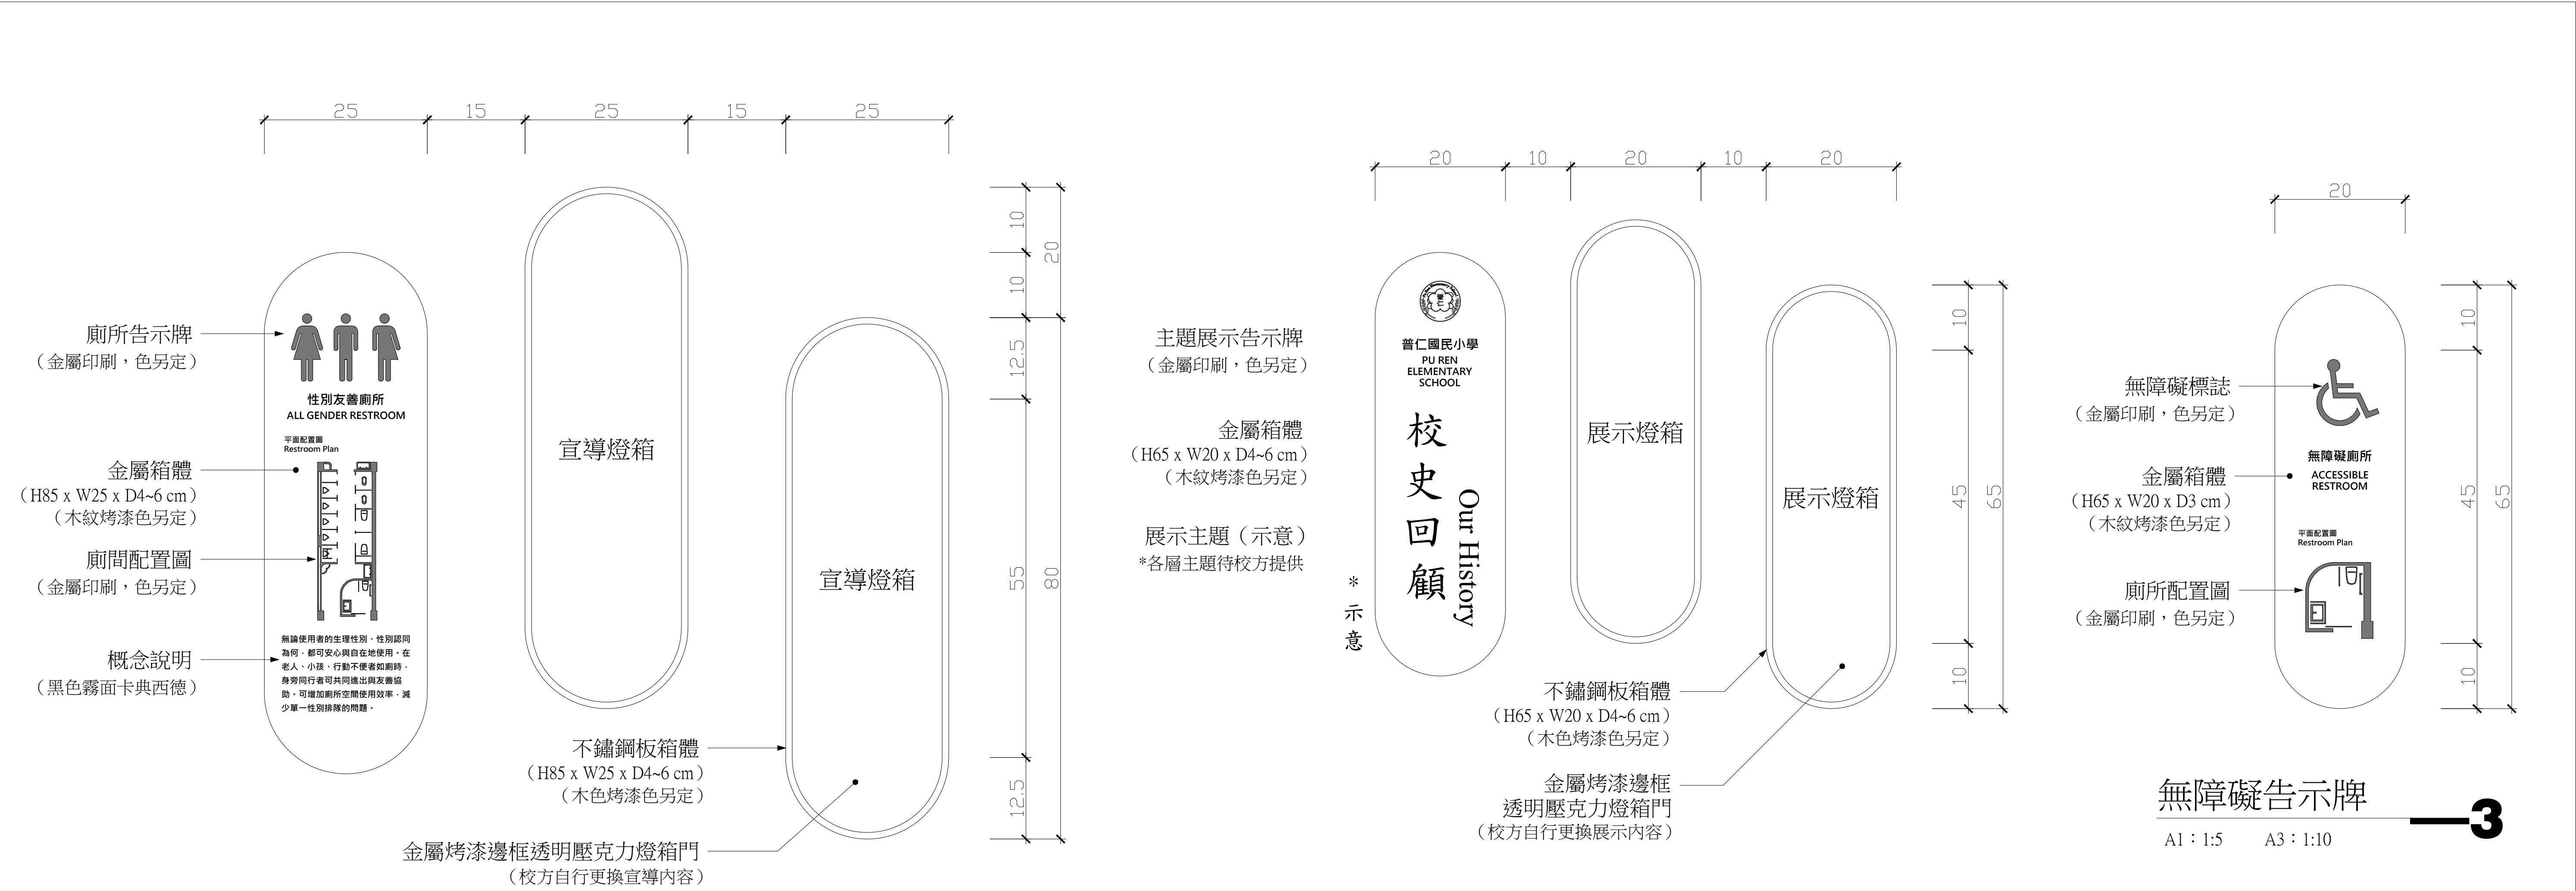 25
15
25
15
25
10
10
20
12.5
55
80
12.5
廁所告示牌
（金屬印刷，色另定）
金屬箱體
（H85 x W25 x D4~6 cm）
（木紋烤漆色另定）
廁間配置圖
（金屬印刷，色另定）
概念說明
（黑色霧面卡典西德）
性別友善廁所
ALL GENDER RESTROOM
平面配置圖
Restroom Plan
無論使用者的生理性別、性別認同
為何，都可安心與自在地使用。在
老人、小孩、行動不便者如廁時，
身旁同行者可共同進出與友善協
助。可增加廁所空間使用效率，減
少單一性別排隊的問題。
宣導燈箱
宣導燈箱
不鏽鋼板箱體
（H85 x W25 x D4~6 cm）
（木色烤漆色另定）
金屬烤漆邊框透明壓克力燈箱門
（校方自行更換宣導內容）
20
10
20
10
20
主題展示告示牌
（金屬印刷，色另定）
金屬箱體
（H65 x W20 x D4~6 cm）
（木紋烤漆色另定）
展示主題（示意）
*各層主題待校方提供
*示意
普仁國民小學
PU REN
ELEMENTARY
SCHOOL
校史回顧
Our History
展示燈箱
展示燈箱
10
45
65
10
不鏽鋼板箱體
（H65 x W20 x D4~6 cm）
（木色烤漆色另定）
金屬烤漆邊框
透明壓克力燈箱門
（校方自行更換展示內容）
20
無障礙標誌
（金屬印刷，色另定）
金屬箱體
（H65 x W20 x D3 cm）
（木紋烤漆色另定）
廁所配置圖
（金屬印刷，色另定）
無障礙廁所
ACCESSIBLE
RESTROOM
平面配置圖
Restroom Plan
10
45
65
10
無障礙告示牌
3
A1：1:5
A3：1:10